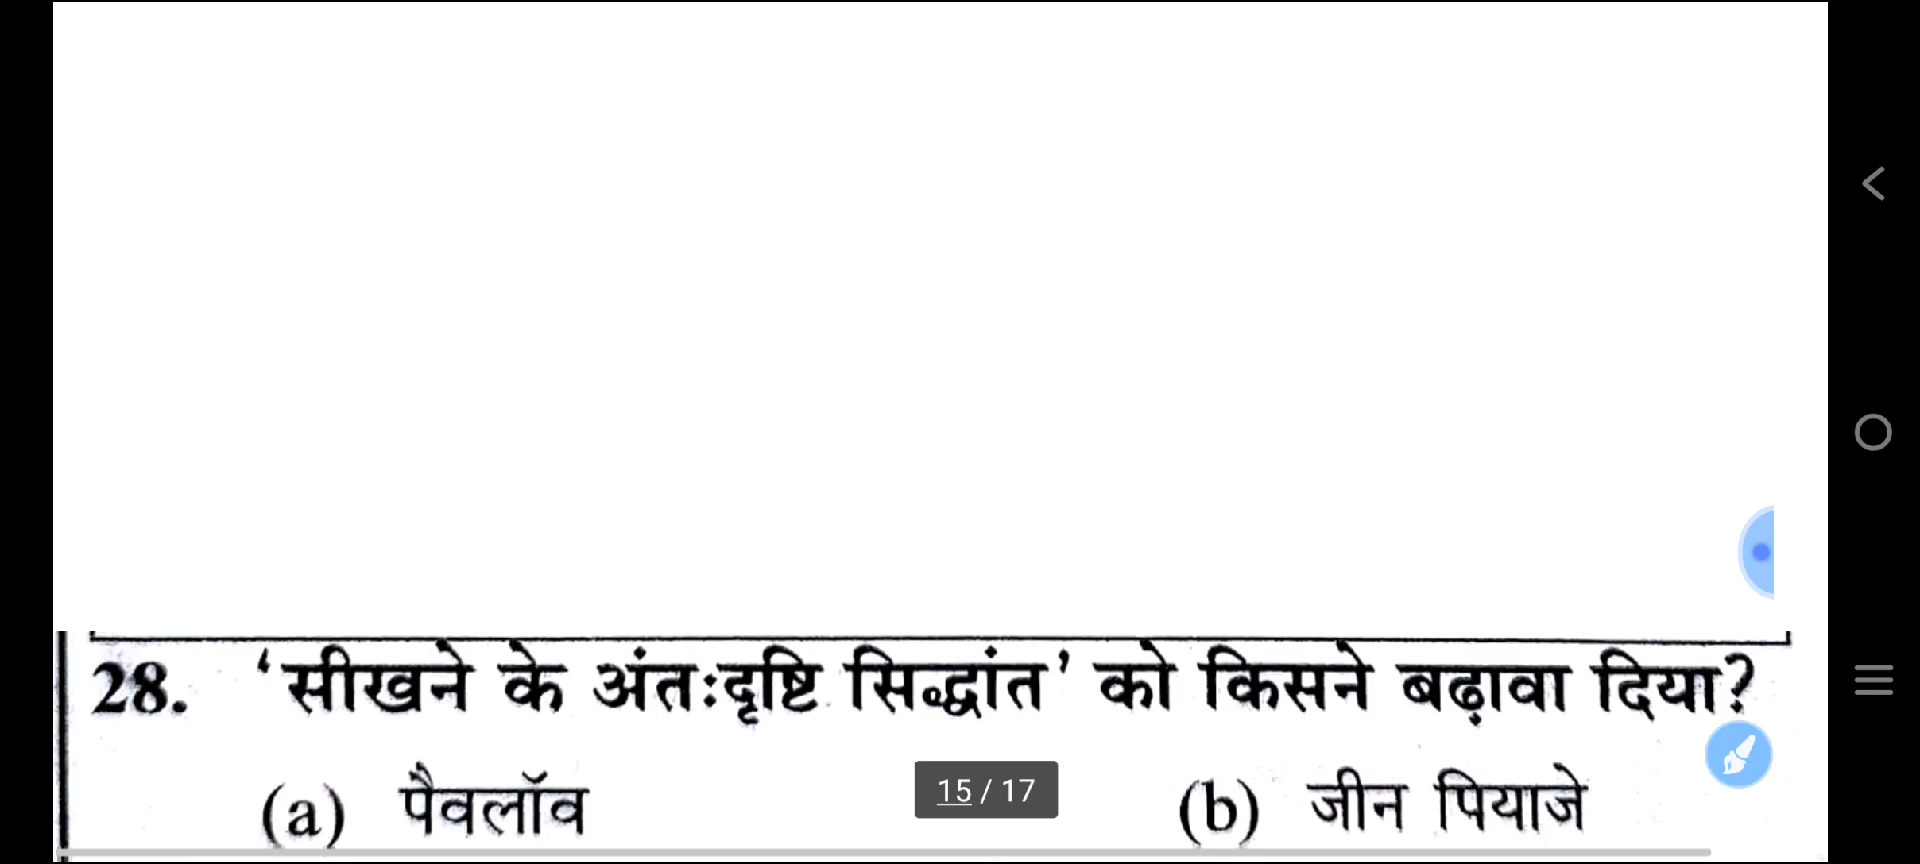 28. ‘सीखने के अंतःदृष्टि सिद्धांत’ को किसने बढ़ावा दिया?
(a) पैवलॉव (b) जीन पियाजे
15 / 17